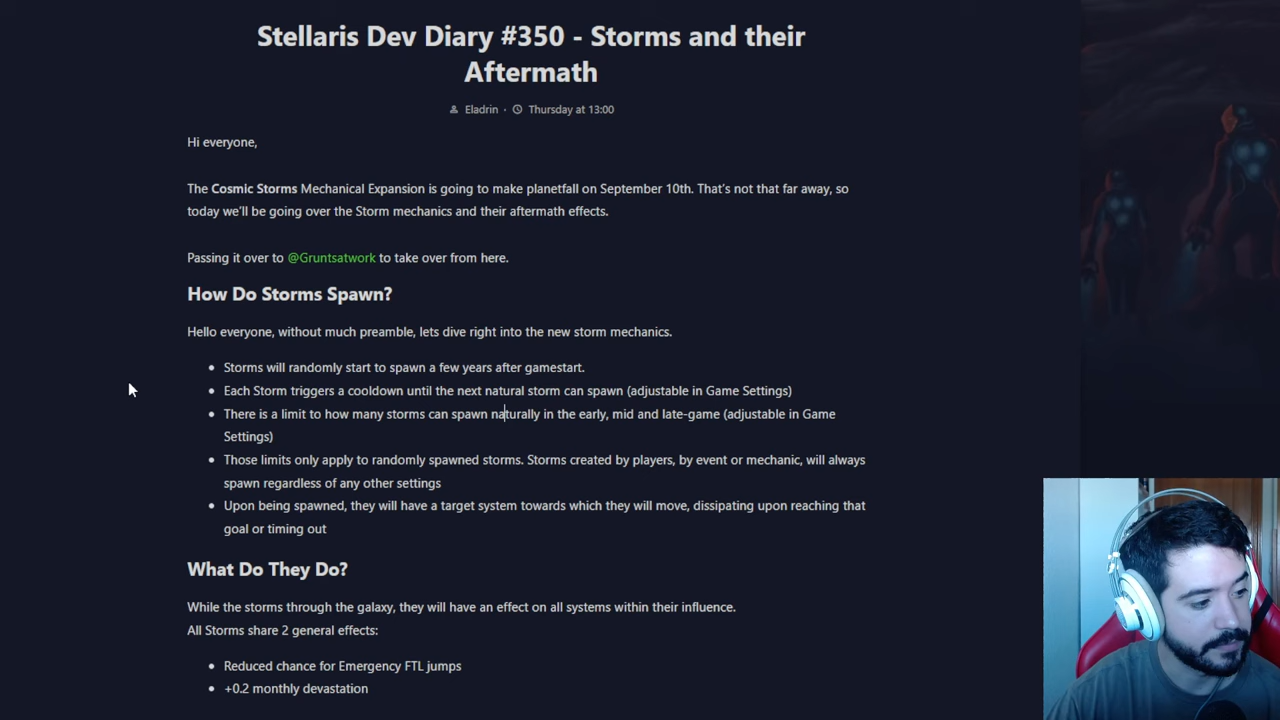 Stellaris Dev Diary #350 - Storms and their
Aftermath
Eladrin · Thursday at 13:00
Hi everyone,
The Cosmic Storms Mechanical Expansion is going to make planetfall on September 10th. That's not that far away, so
today we'll be going over the Storm mechanics and their aftermath effects.
Passing it over to @Gruntsatwork to take over from here.
How Do Storms Spawn?
Hello everyone, without much preamble, lets dive right into the new storm mechanics.
• Storms will randomly start to spawn a few years after gamestart.
• Each Storm triggers a cooldown until the next natural storm can spawn (adjustable in Game Settings)
• There is a limit to how many storms can spawn naturally in the early, mid and late-game (adjustable in Game
Settings)
• Those limits only apply to randomly spawned storms. Storms created by players, by event or mechanic, will always
spawn regardless of any other settings
• Upon being spawned, they will have a target system towards which they will move, dissipating upon reaching that
goal or timing out
What Do They Do?
While the storms through the galaxy, they will have an effect on all systems within their influence.
All Storms share 2 general effects:
• Reduced chance for Emergency FTL jumps
• +0.2 monthly devastation